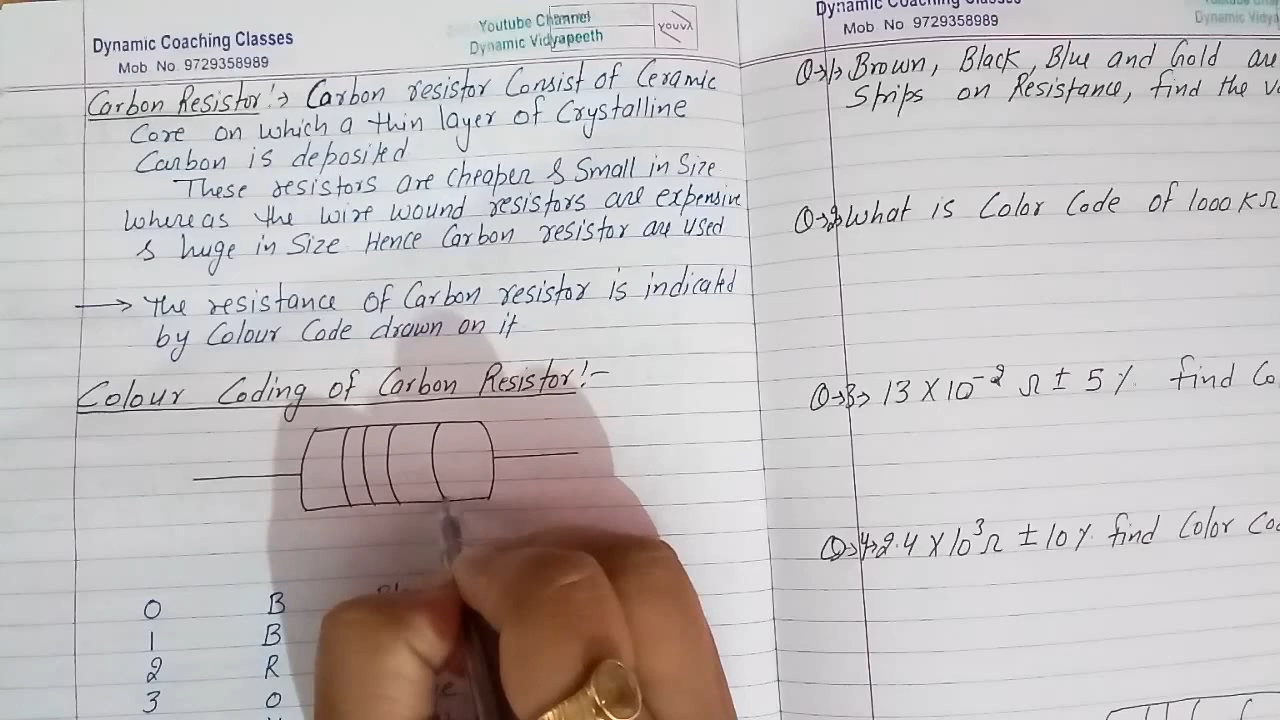 Dynamic Coaching Classes
Mob No. 9729358989
Youtube Channel
Dynamic Vidyapeeth
YOUVA
Carbon Resistor:→ Carbon resistor Consist of Ceramic
Core on which a thin layer of Crystalline
Carbon is deposited
These resistors are cheaper & Small in Size
whereas the wire wound resistors are expensive
& huge in Size Hence Carbon resistor are used
→ The resistance of Carbon resistor is indicated
by Colour Code drawn on it
Colour Coding of Carbon Resistor:-
0 B
1 B
2 R
3 O
Dynamic Coaching Classes
Mob No 9729358989
Dynamic
Q→1→ Brown, Black, Blue and Gold are
Strips on Resistance, find the
Q→2→ What is Color Code of 1000 KΩ
Q→3→ 13 X 10⁻² Ω ± 5 % find
Q→4→ 2.4 X 10³ Ω ± 10 % find Color